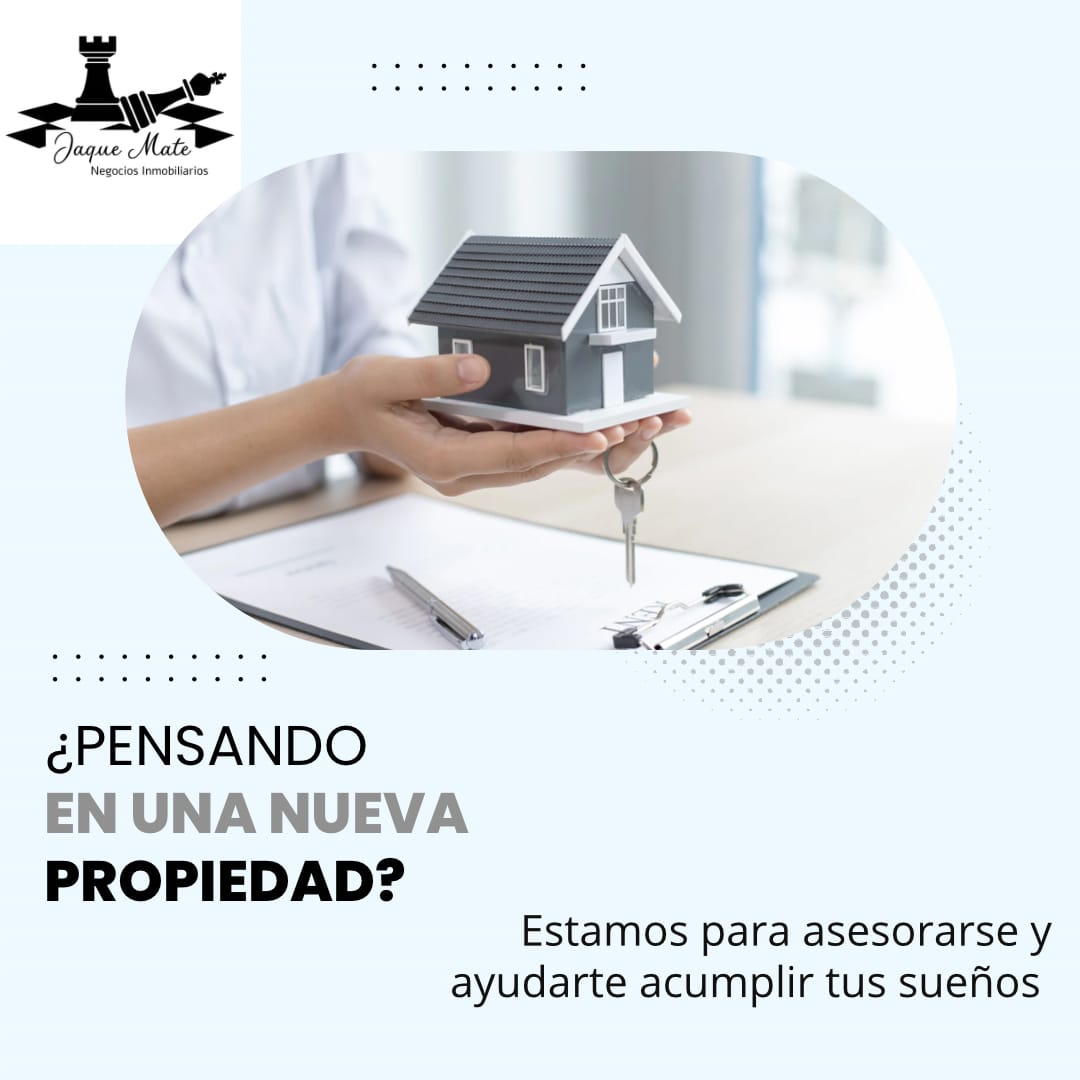 Jaque Mate
Negocios Inmobiliarios
¿PENSANDO
EN UNA NUEVA
PROPIEDAD?
Estamos para asesorarse y
ayudarte acumplir tus sueños